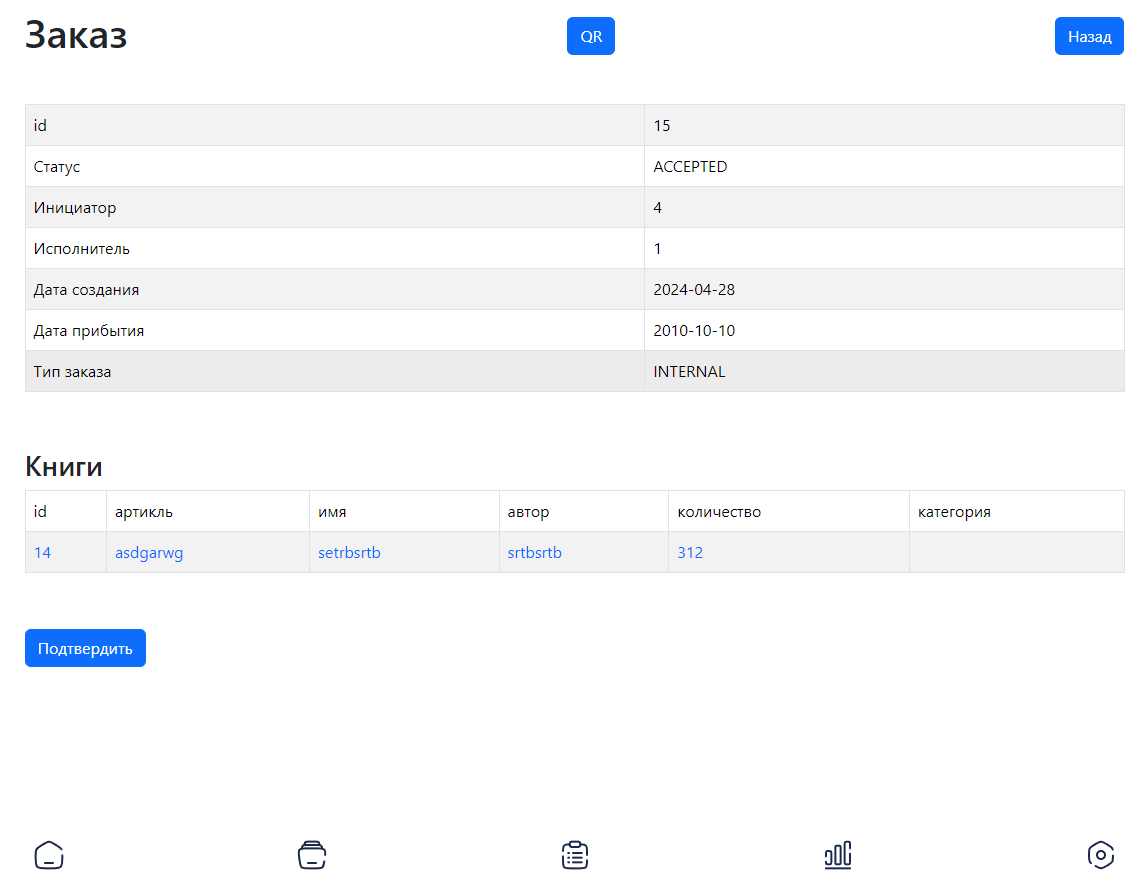 Заказ QR Назад
id 15
Статус ACCEPTED
Инициатор 4
Исполнитель 1
Дата создания 2024-04-28
Дата прибытия 2010-10-10
Тип заказа INTERNAL
Книги
id артикль имя автор количество категория
14 asdgarwg setrbsrtb srtbsrtb 312
Подтвердить